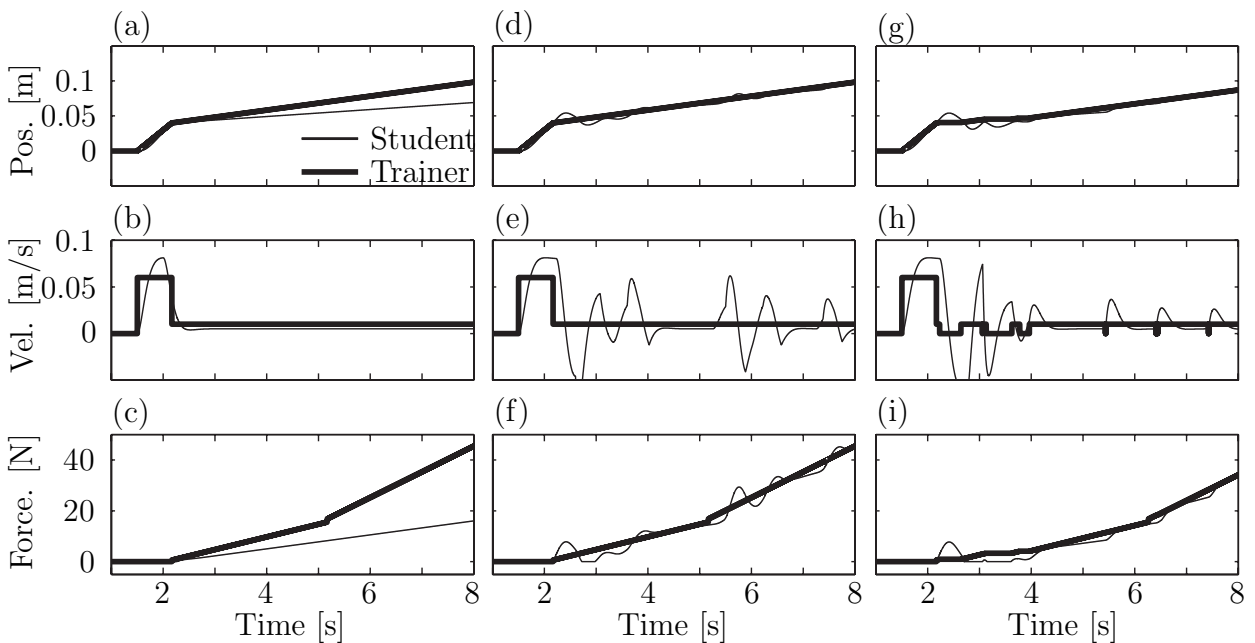 (a) (d) (g)
Pos. [m]
0.1
0.05
0
Student
Trainer
(b) (e) (h)
Vel. [m/s]
0.1
0.05
0
(c) (f) (i)
Force. [N]
40
20
0
2 4 6 8 2 4 6 8 2 4 6 8
Time [s] Time [s] Time [s]